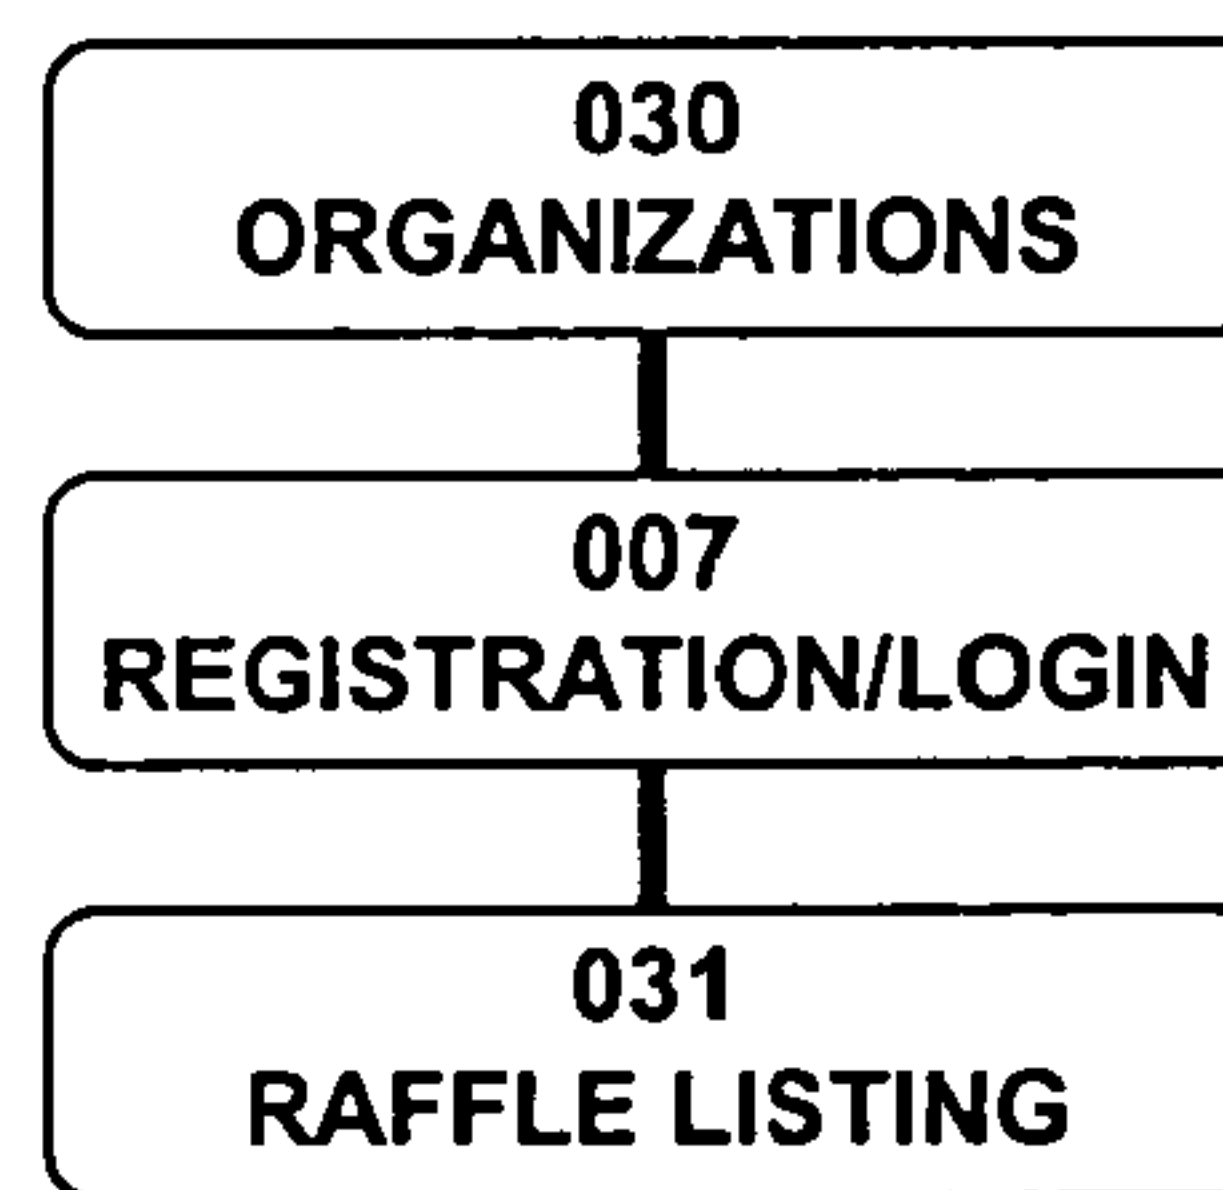 030
ORGANIZATIONS
007
REGISTRATION/LOGIN
031
RAFFLE LISTING